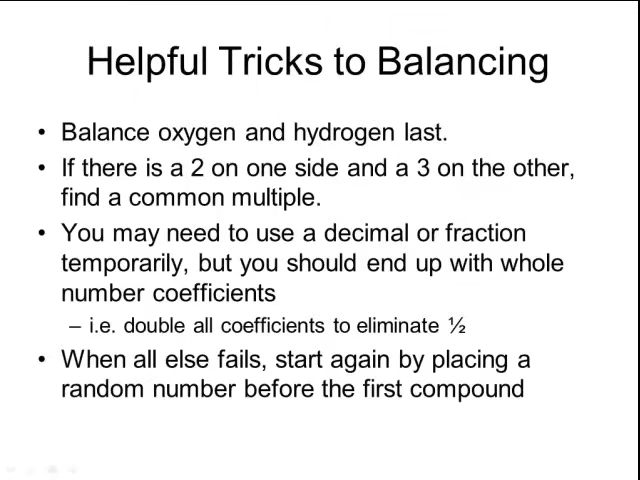 Helpful Tricks to Balancing
• Balance oxygen and hydrogen last.
• If there is a 2 on one side and a 3 on the other,
find a common multiple.
• You may need to use a decimal or fraction
temporarily, but you should end up with whole
number coefficients
– i.e. double all coefficients to eliminate ½
• When all else fails, start again by placing a
random number before the first compound